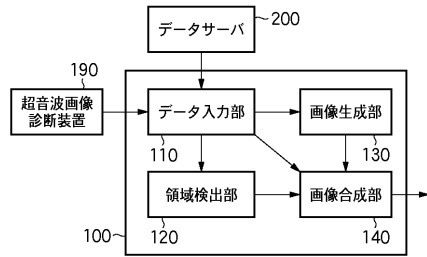 データサーバ
200
190
超音波画像
診断装置
データ入力部
画像生成部
110
130
領域検出部
画像合成部
100
120
140